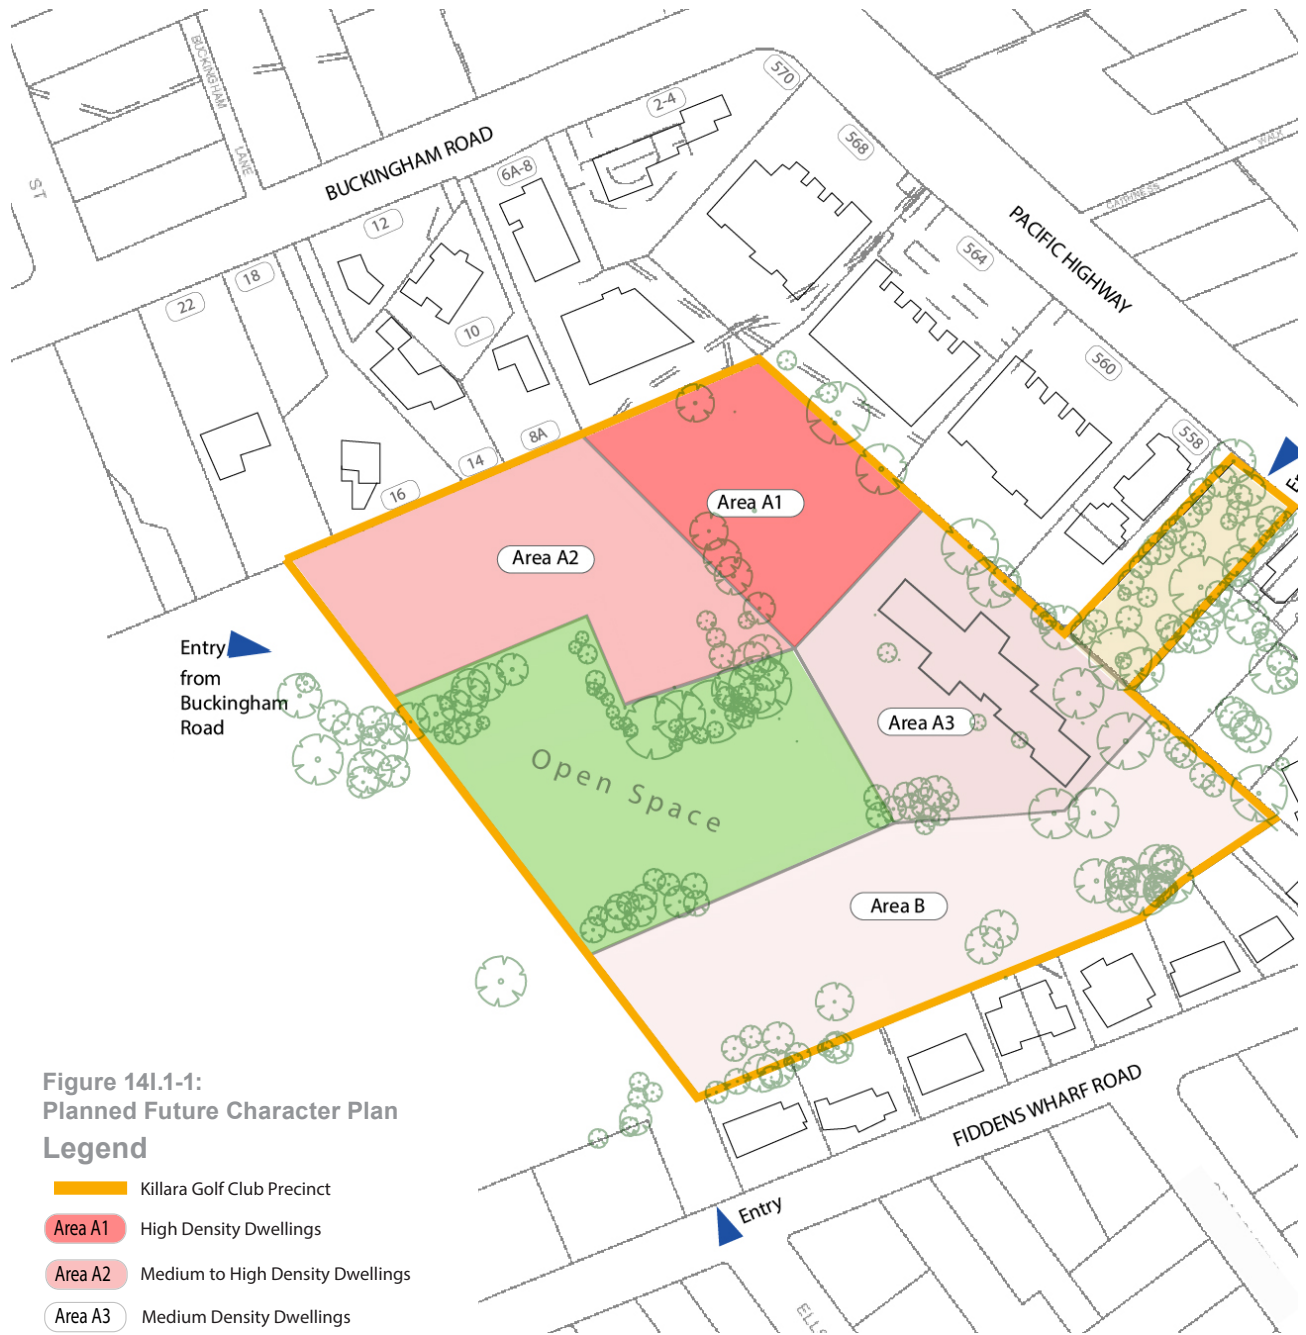 BUCKINGHAM
LANE
ST
BUCKINGHAM ROAD
570
2-4
568
6A-8
12
564
18
22
10
560
558
PACIFIC HIGHWAY
CATHNESS
WALK
8A
14
16
Area A1
Area A2
Entry
from
Buckingham
Road
Open Space
Area A3
Area B
FIDDENS WHARF ROAD
Entry
Figure 14I.1-1:
Planned Future Character Plan
Legend
Killara Golf Club Precinct
Area A1 High Density Dwellings
Area A2 Medium to High Density Dwellings
Area A3 Medium Density Dwellings